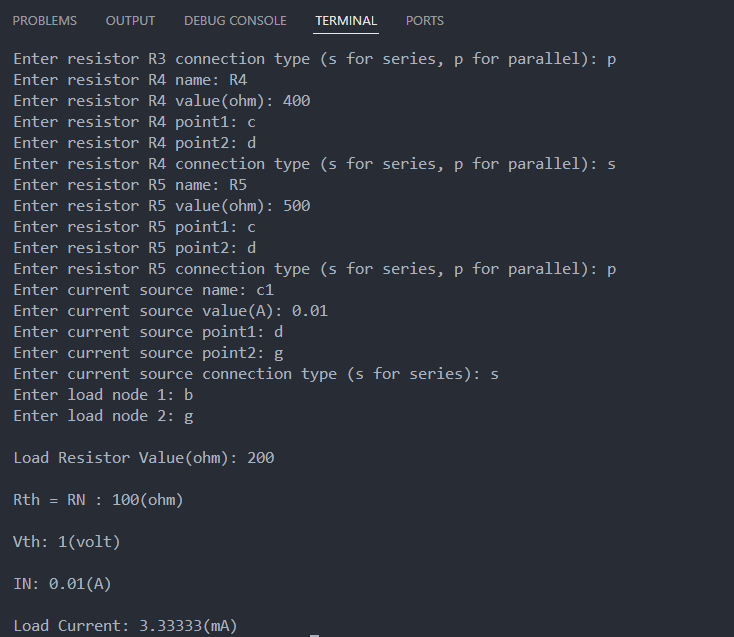 PROBLEMS OUTPUT DEBUG CONSOLE TERMINAL PORTS
Enter resistor R3 connection type (s for series, p for parallel): p
Enter resistor R4 name: R4
Enter resistor R4 value(ohm): 400
Enter resistor R4 point1: c
Enter resistor R4 point2: d
Enter resistor R4 connection type (s for series, p for parallel): s
Enter resistor R5 name: R5
Enter resistor R5 value(ohm): 500
Enter resistor R5 point1: c
Enter resistor R5 point2: d
Enter resistor R5 connection type (s for series, p for parallel): p
Enter current source name: c1
Enter current source value(A): 0.01
Enter current source point1: d
Enter current source point2: g
Enter current source connection type (s for series): s
Enter load node 1: b
Enter load node 2: g
Load Resistor Value(ohm): 200
Rth = RN : 100(ohm)
Vth: 1(volt)
IN: 0.01(A)
Load Current: 3.33333(mA)